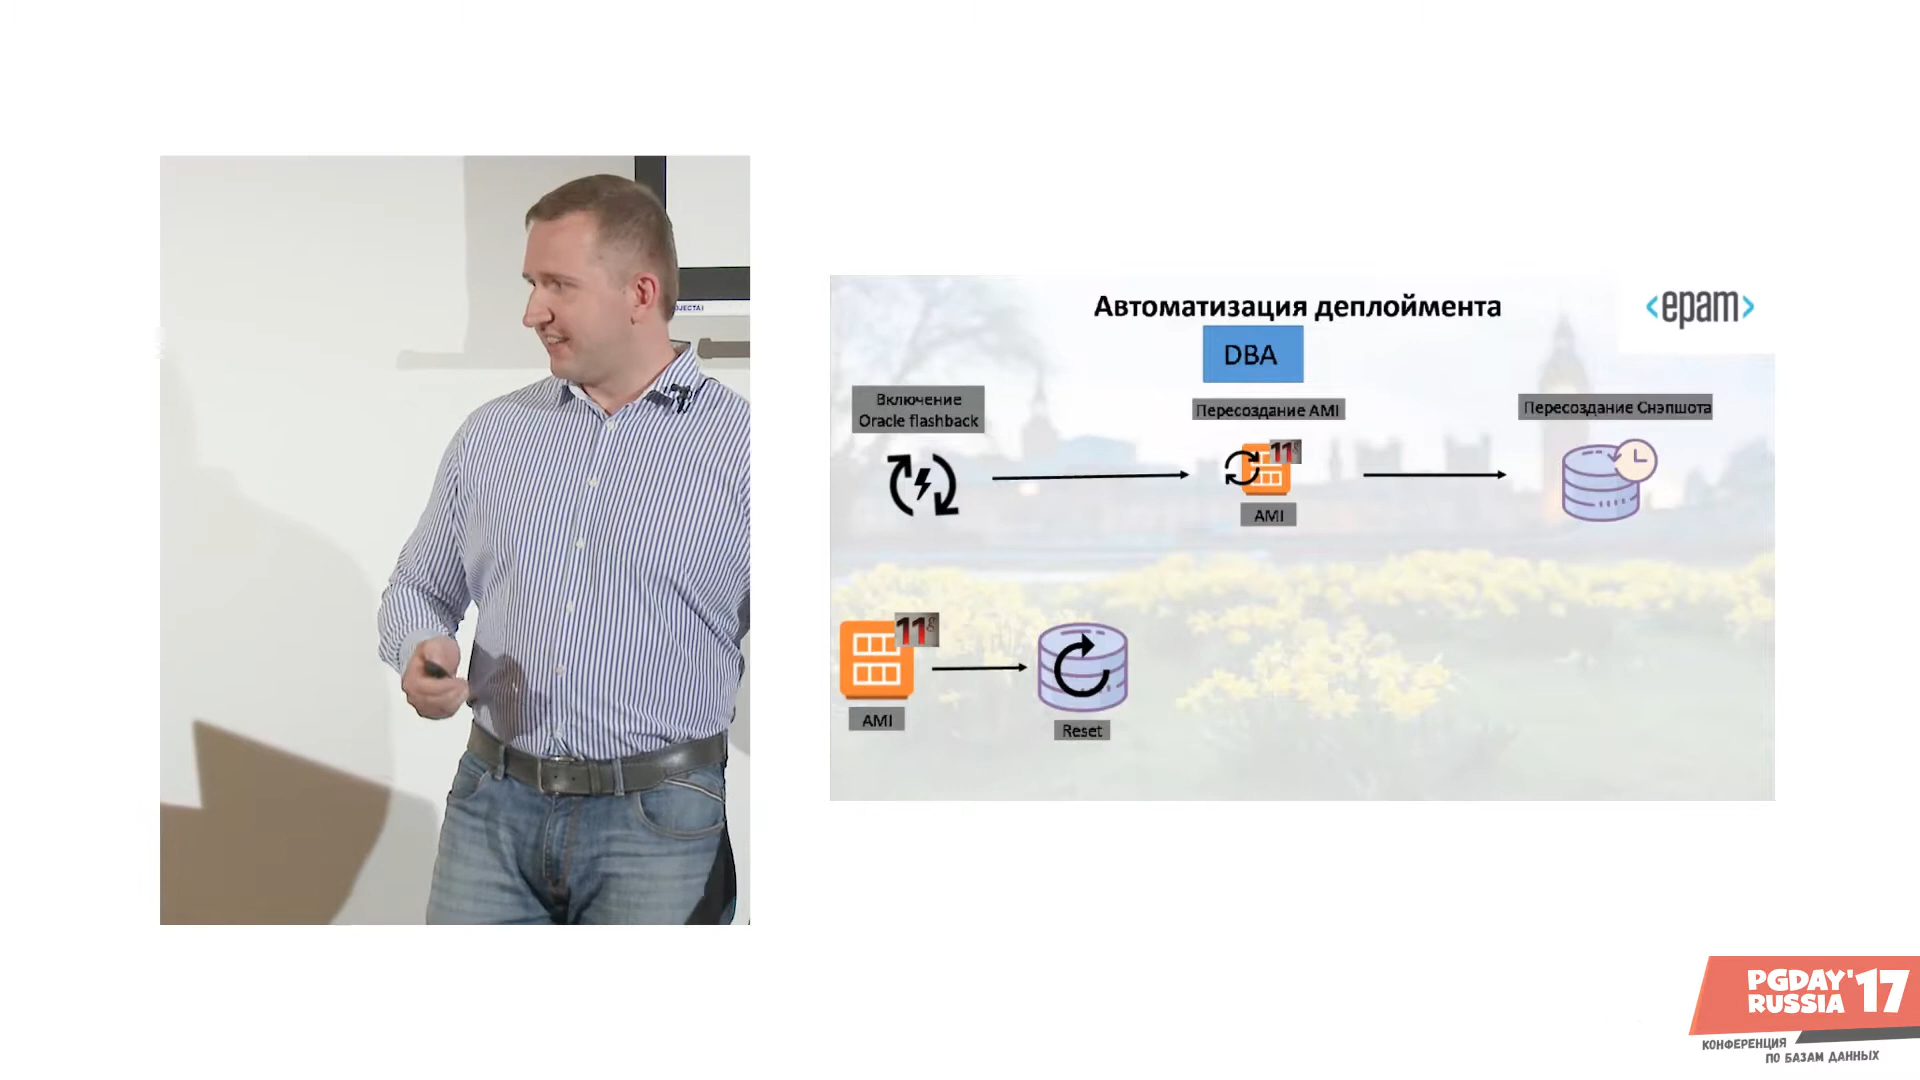 Автоматизация деплоймента
<epam>
DBA
Включение
Oracle flashback
Пересоздание AMI
Пересоздание Снэпшота
11
AMI
11
AMI
Reset
PGDAY'17
RUSSIA
КОНФЕРЕНЦИЯ
ПО БАЗАМ ДАННЫХ